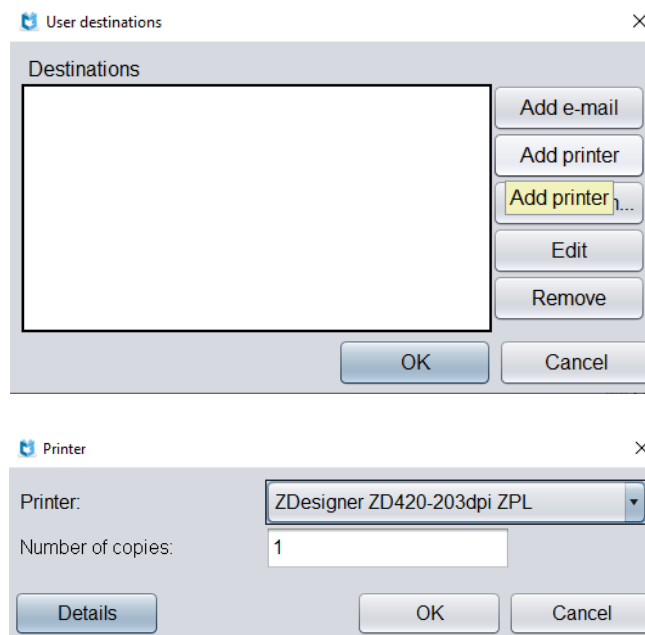 User destinations
Destinations
Add e-mail
Add printer
Add printer
Edit
Remove
OK Cancel
Printer
Printer: ZDesigner ZD420-203dpi ZPL
Number of copies: 1
Details OK Cancel